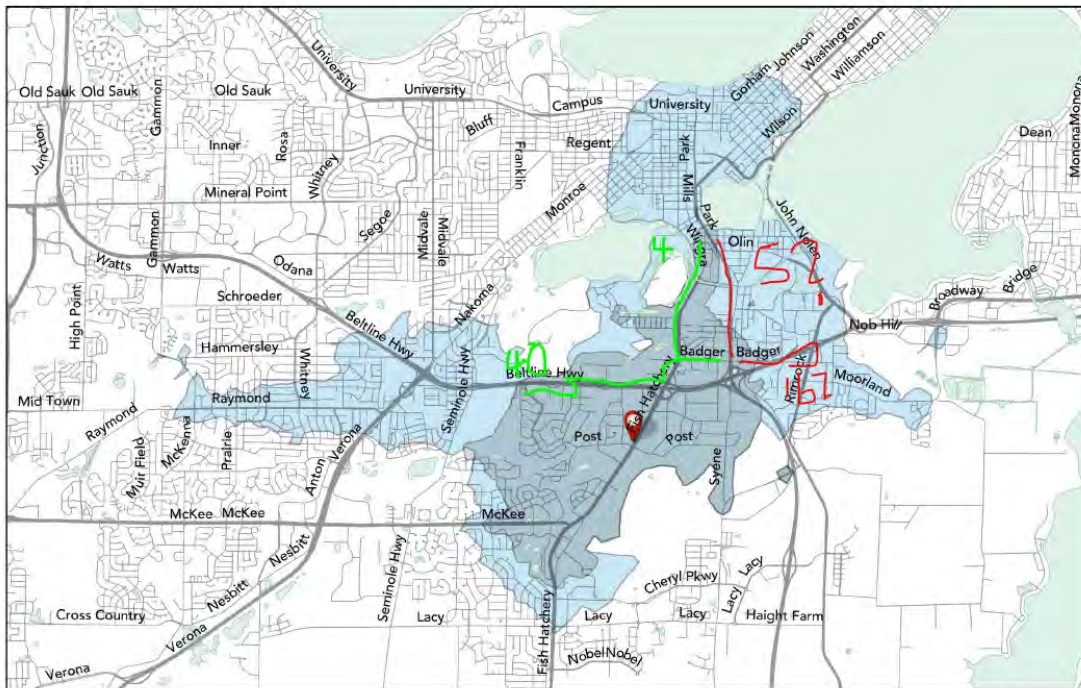 Old Sauk Old Sauk Old Sauk
University
University
Campus
University
Gorham
Johnson
Washington
Williamson
Wilson
Junction
Gammon
Inner
Rosa
Whitney
Bluff
Regent
Franklin
Park
Mills
Dean
Monona Monona
Mineral Point
Segoe
Midvale
Midvale
Monroe
Park
Wingra
Olin
John Nolen
4
52
Watts
Gammon
Watts
Odana
Schroeder
Nakoma
High Point
Beltline Hwy
Hammersley
Whitney
Seminole Hwy
40
Beltline Hwy
Badger
Badger
Nob Hill
Broadway
Bridge
Rimrock
Moorland
Mid Town
Raymond
Raymond
McKenna
Prairie
Muir Field
Anton
Verona
Fish Hatchery
Fish Hatchery
Post
Post
Syene
McKee McKee
McKee
Nesbitt
Nesbitt
Seminole Hwy
Cheryl Pkwy
Lacy
Lacy
Cross Country
Lacy
Lacy
Lacy
Haight Farm
Verona
Verona
Fish Hatchery
Nobel Nobel